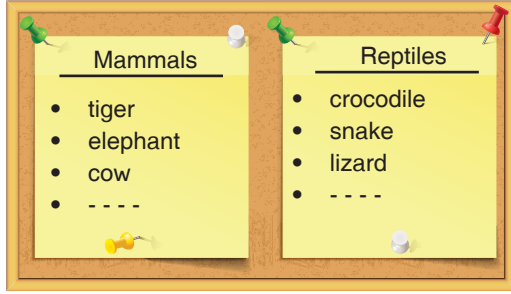 Mammals
• tiger
• elephant
• cow
• - - - -
Reptiles
• crocodile
• snake
• lizard
• - - - -